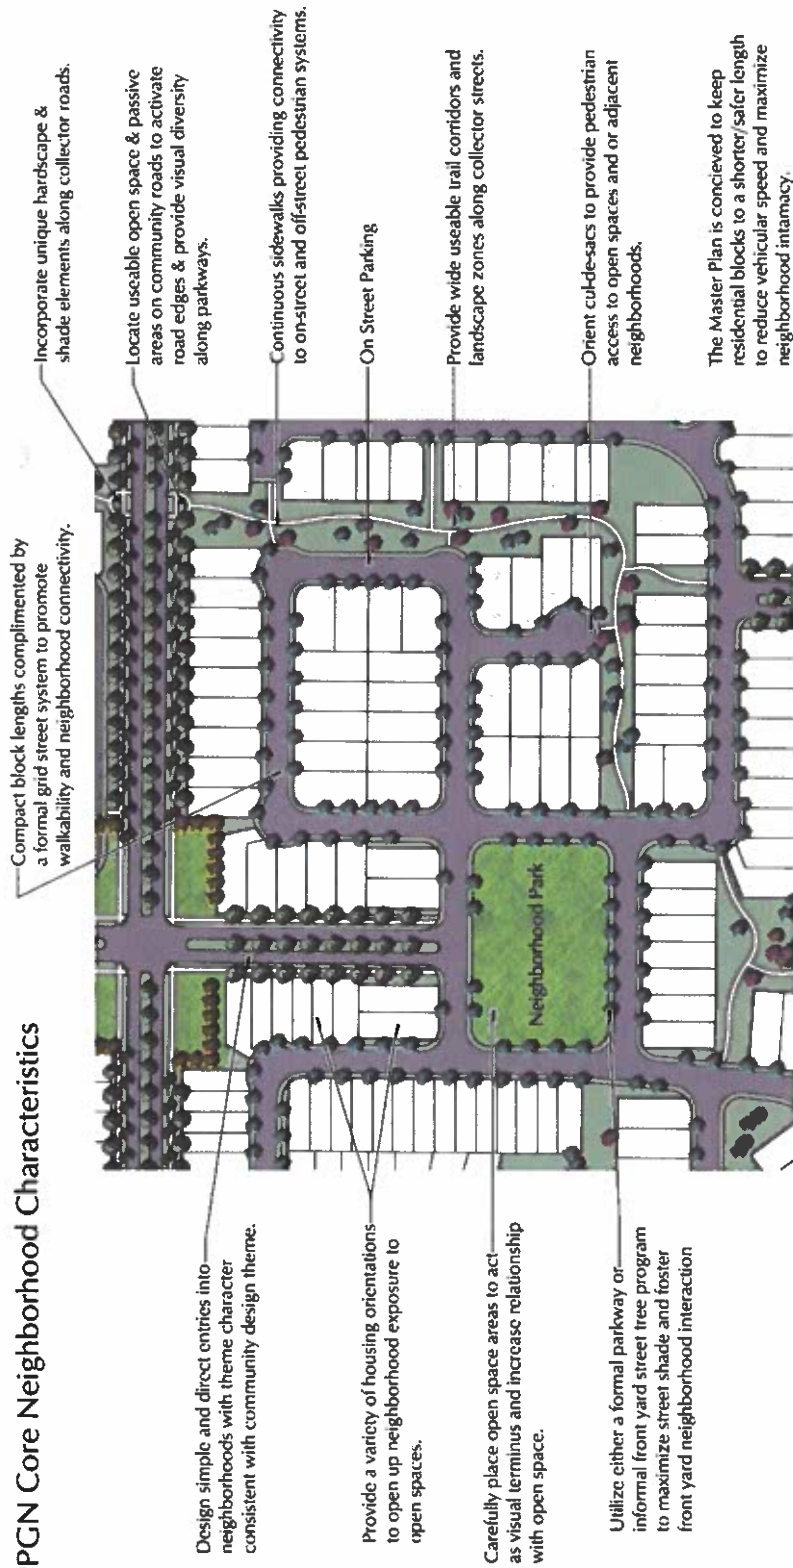 PGN Core Neighborhood Characteristics
Compact block lengths complimented by
a formal grid street system to promote
walkability and neighborhood connectivity.
Incorporate unique hardscape &
shade elements along collector roads.
Locate useable open space & passive
areas on community roads to activate
road edges & provide visual diversity
along parkways.
Continuous sidewalks providing connectivity
to on-street and off-street pedestrian systems.
On Street Parking
Provide wide useable trail corridors and
landscape zones along collector streets.
Orient cul-de-sacs to provide pedestrian
access to open spaces and or adjacent
neighborhoods.
The Master Plan is concieved to keep
residential blocks to a shorter/safer length
to reduce vehicular speed and maximize
neighborhood intamacy.
Design simple and direct entries into
neighborhoods with theme character
consistent with community design theme.
Provide a variety of housing orientations
to open up neighborhood exposure to
open spaces.
Carefully place open space areas to act
as visual terminus and increase relationship
with open space.
Utilize either a formal parkway or
informal front yard street tree program
to maximize street shade and foster
front yard neighborhood interaction
Neighborhood Park